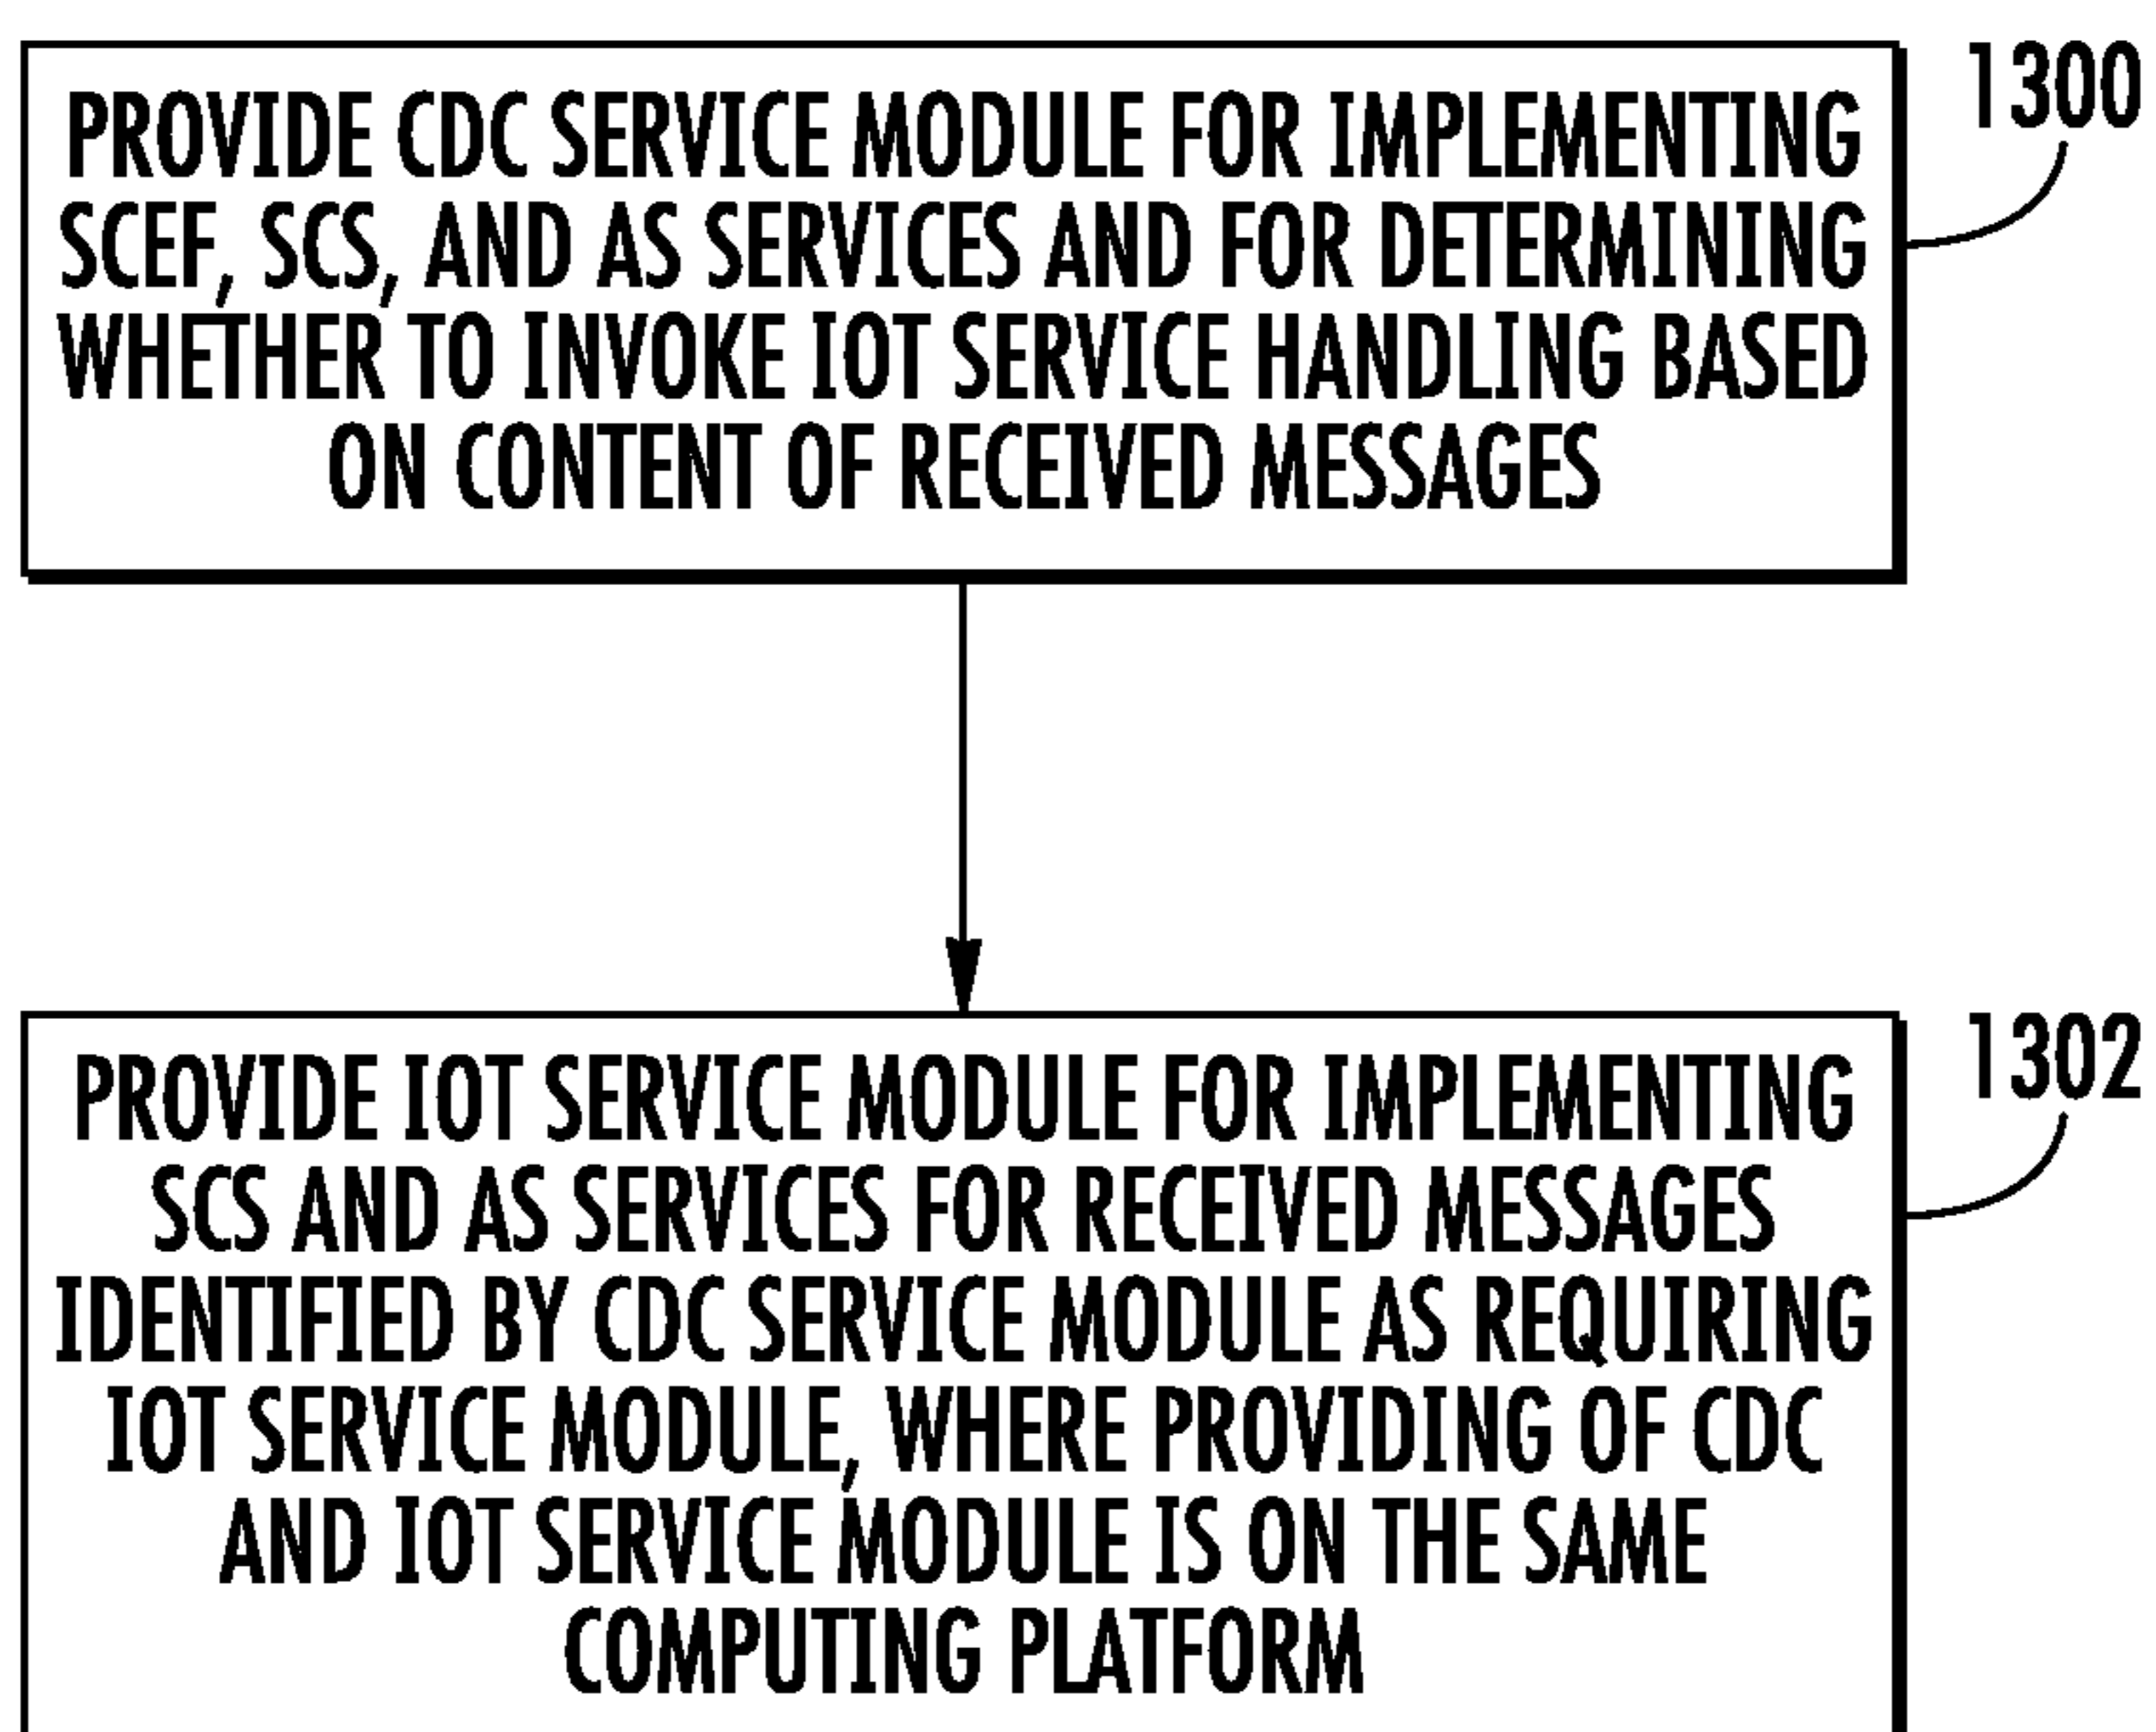 1300
PROVIDE CDC SERVICE MODULE FOR IMPLEMENTING
SCEF, SCS, AND AS SERVICES AND FOR DETERMINING
WHETHER TO INVOKE IOT SERVICE HANDLING BASED
ON CONTENT OF RECEIVED MESSAGES
1302
PROVIDE IOT SERVICE MODULE FOR IMPLEMENTING
SCS AND AS SERVICES FOR RECEIVED MESSAGES
IDENTIFIED BY CDC SERVICE MODULE AS REQUIRING
IOT SERVICE MODULE, WHERE PROVIDING OF CDC
AND IOT SERVICE MODULE IS ON THE SAME
COMPUTING PLATFORM